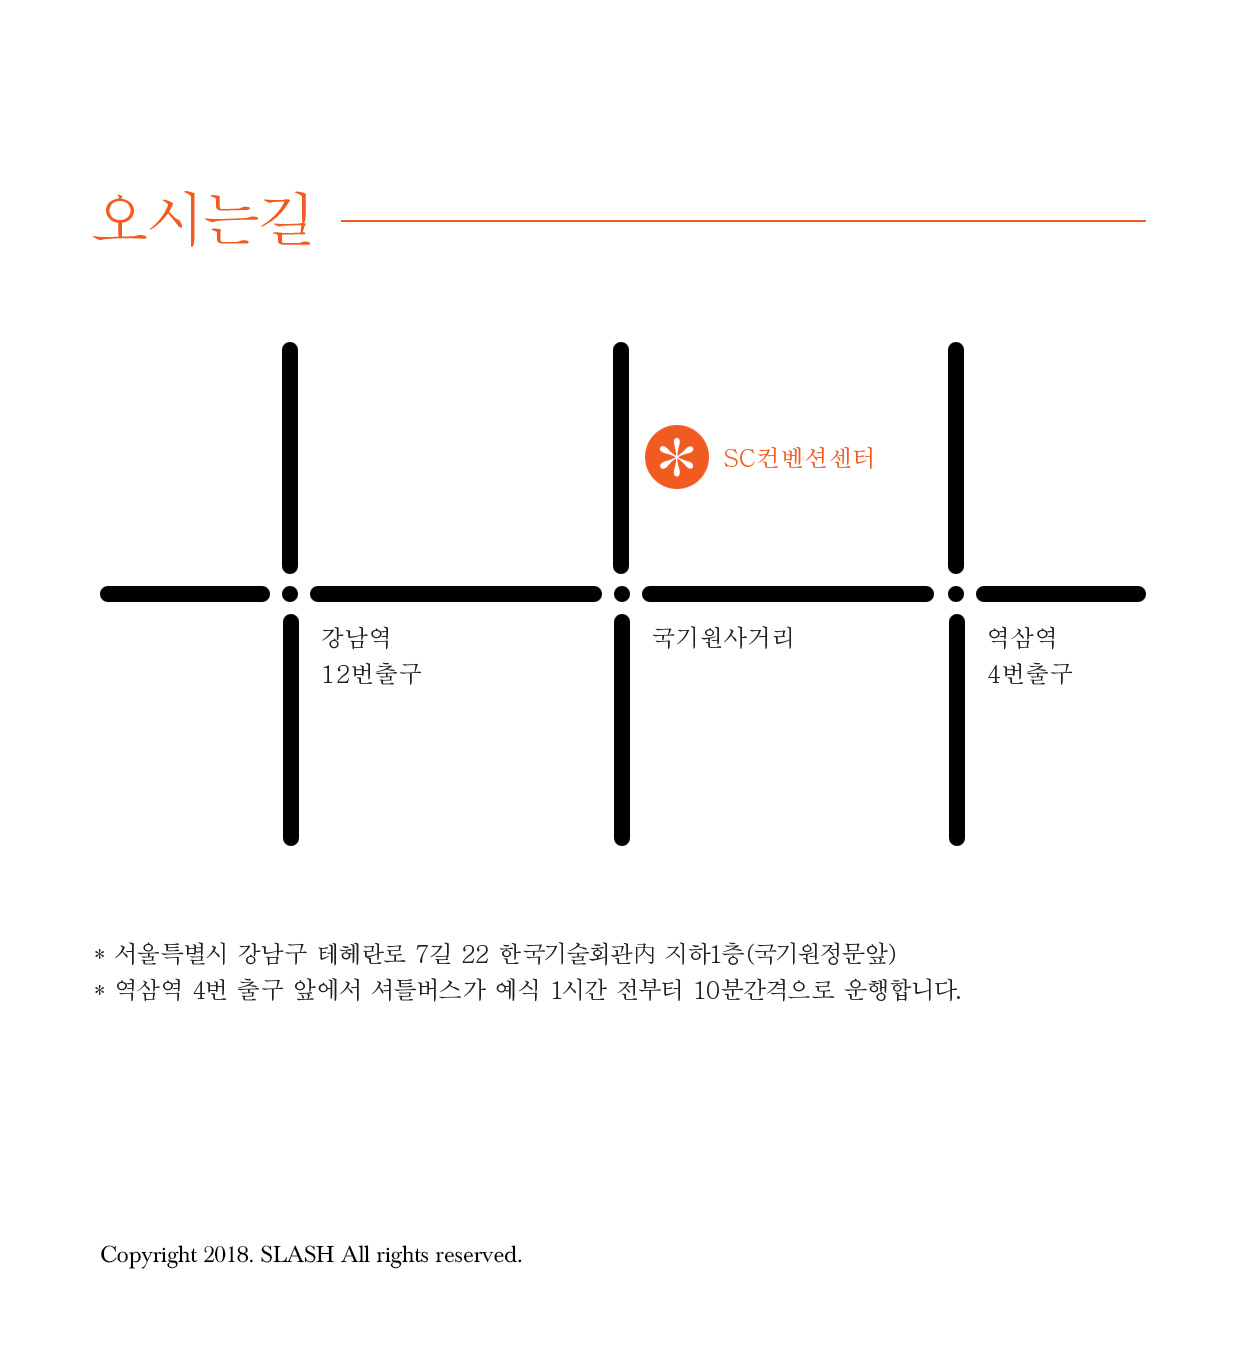 오시는길
SC컨벤션센터
강남역
12번출구
국기원사거리
역삼역
4번출구
* 서울특별시 강남구 테헤란로 7길 22 한국기술회관內 지하1층(국기원정문앞)
* 역삼역 4번 출구 앞에서 셔틀버스가 예식 1시간 전부터 10분간격으로 운행합니다.
Copyright 2018. SLASH All rights reserved.